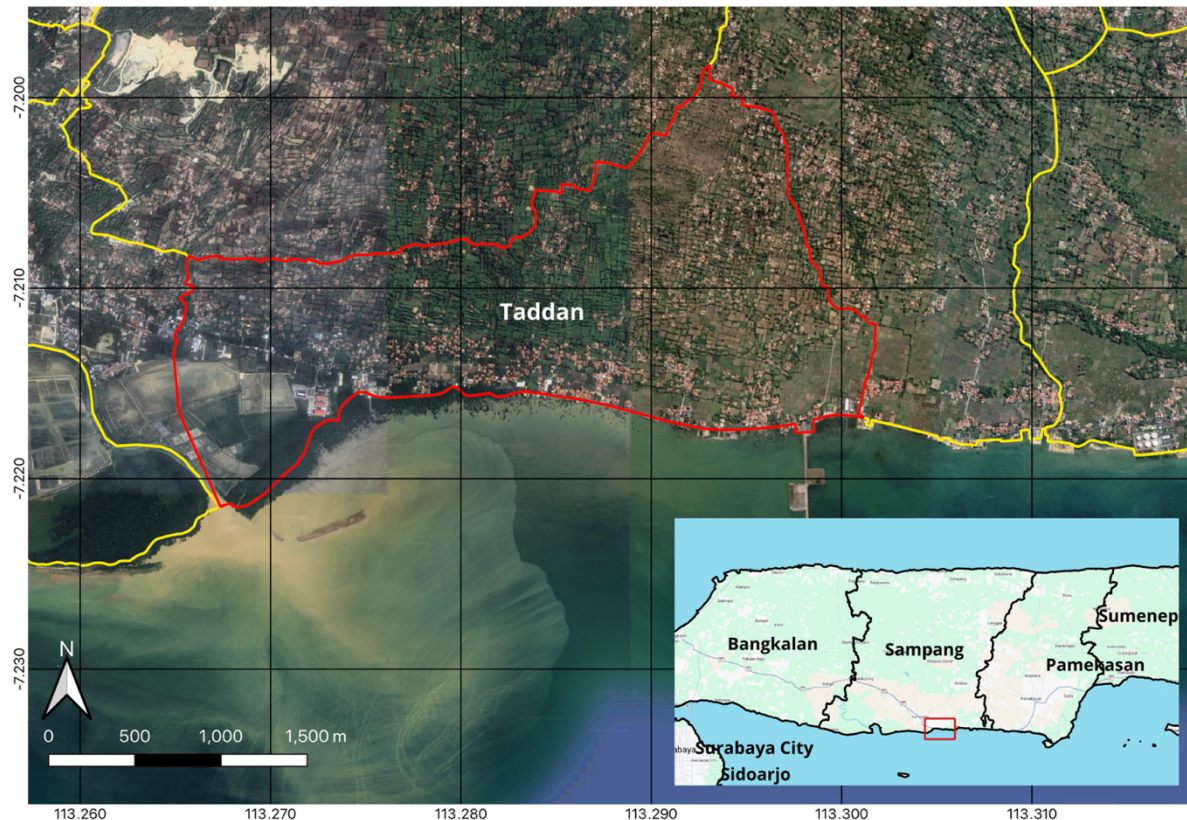 -7.200
-7.210
Taddan
-7.220
-7.230
N
0 500 1,000 1,500 m
Bangkalan
Sampang
Sumenep
Pamekasan
Surabaya City
Sidoarjo
113.260 113.270 113.280 113.290 113.300 113.310